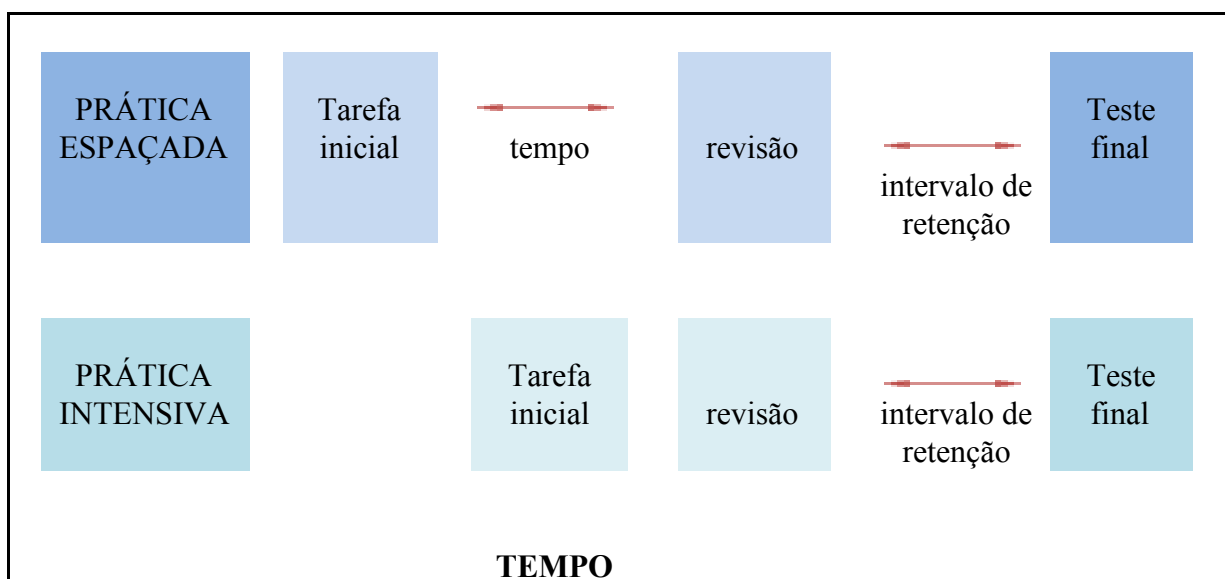 PRÁTICA
ESPAÇADA
Tarefa
inicial
tempo
revisão
intervalo de
retenção
Teste
final
PRÁTICA
INTENSIVA
Tarefa
inicial
revisão
intervalo de
retenção
Teste
final
TEMPO